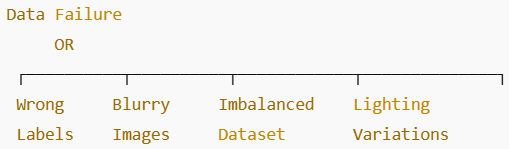 Data Failure
OR
Wrong Blurry Imbalanced Lighting
Labels Images Dataset Variations